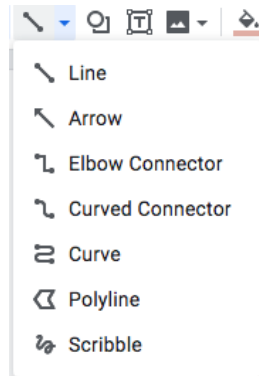 Line
Arrow
Elbow Connector
Curved Connector
Curve
Polyline
Scribble